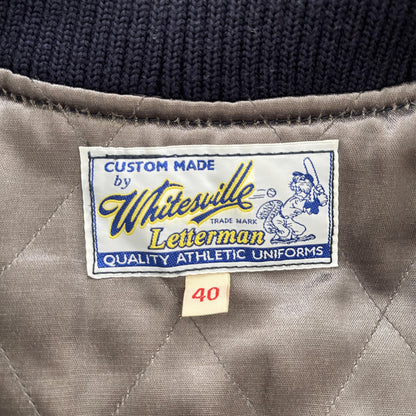 CUSTOM MADE
by
Whitesville
TRADE MARK
Letterman
QUALITY ATHLETIC UNIFORMS
40